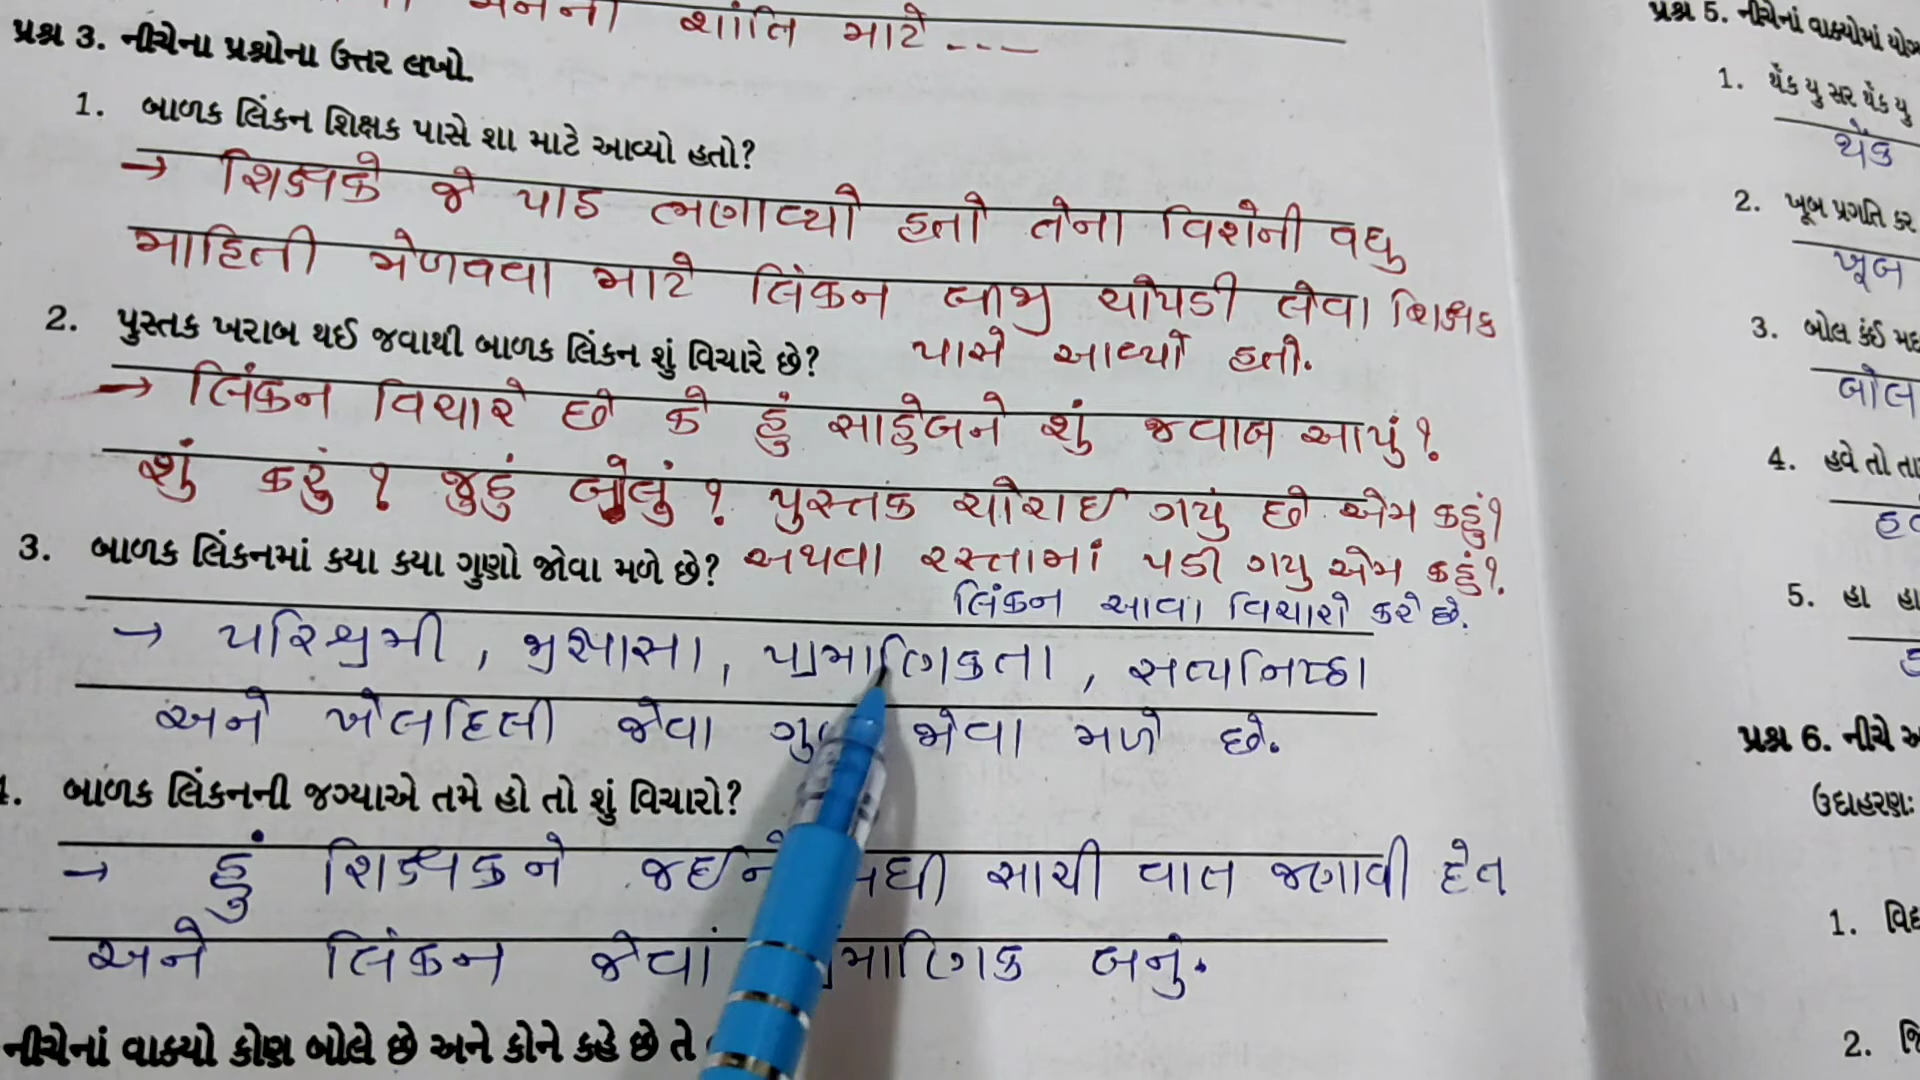 મનની શાંતિ માટે ---
પ્રશ્ન 3. નીચેના પ્રશ્નોના ઉત્તર લખો.
1. બાળક લિંકન શિક્ષક પાસે શા માટે આવ્યો હતો?
→ શિક્ષકે જે પાઠ ભણાવ્યો હતો તેના વિશેની વધુ
માહિતી મેળવવા માટે લિંકન ચોપડી લેવા શિક્ષક
પાસે આવ્યો હતો.
2. પુસ્તક ખરાબ થઈ જવાથી બાળક લિંકન શું વિચારે છે?
→ લિંકન વિચારે છે કે હું સાહેબને શું જવાબ આપું?
શું કરું? જુઠું બોલું? પુસ્તક ચોરાઈ ગયું છે એમ કહું?
અથવા રસ્તામાં પડી ગયુ એમ કહું?
લિંકન આવા વિચારો કરે છે.
3. બાળક લિંકનમાં કયા કયા ગુણો જોવા મળે છે?
→ પરિશ્રમી, પ્રામાણિકતા, સત્યનિષ્ઠા
અને ખેલદિલી જેવા જોવા મળે છે.
4. બાળક લિંકનની જગ્યાએ તમે હો તો શું વિચારો?
→ હું શિક્ષકને જઈને બધી સાચી વાત જણાવી દેત
અને લિંકન જેવાં બનું.
નીચેનાં વાક્યો કોણ બોલે છે અને કોને કહે છે તે
પ્રશ્ન 5. નીચેનાં વાક્યોમાં
1. થેંક યુ સર થેંક યુ
થેંક
2. ખૂબ પ્રગતિ કર
ખૂબ
3. બોલ કંઈ
બોલ
4. હવે તો
5. હા
પ્રશ્ન 6. નીચે
ઉદાહરણ:
1.
2.